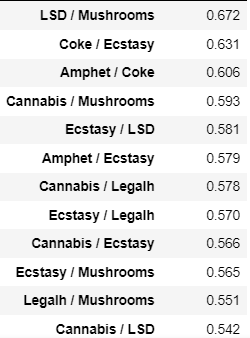 LSD / Mushrooms 0.672
Coke / Ecstasy 0.631
Amphet / Coke 0.606
Cannabis / Mushrooms 0.593
Ecstasy / LSD 0.581
Amphet / Ecstasy 0.579
Cannabis / Legalh 0.578
Ecstasy / Legalh 0.570
Cannabis / Ecstasy 0.566
Ecstasy / Mushrooms 0.565
Legalh / Mushrooms 0.551
Cannabis / LSD 0.542